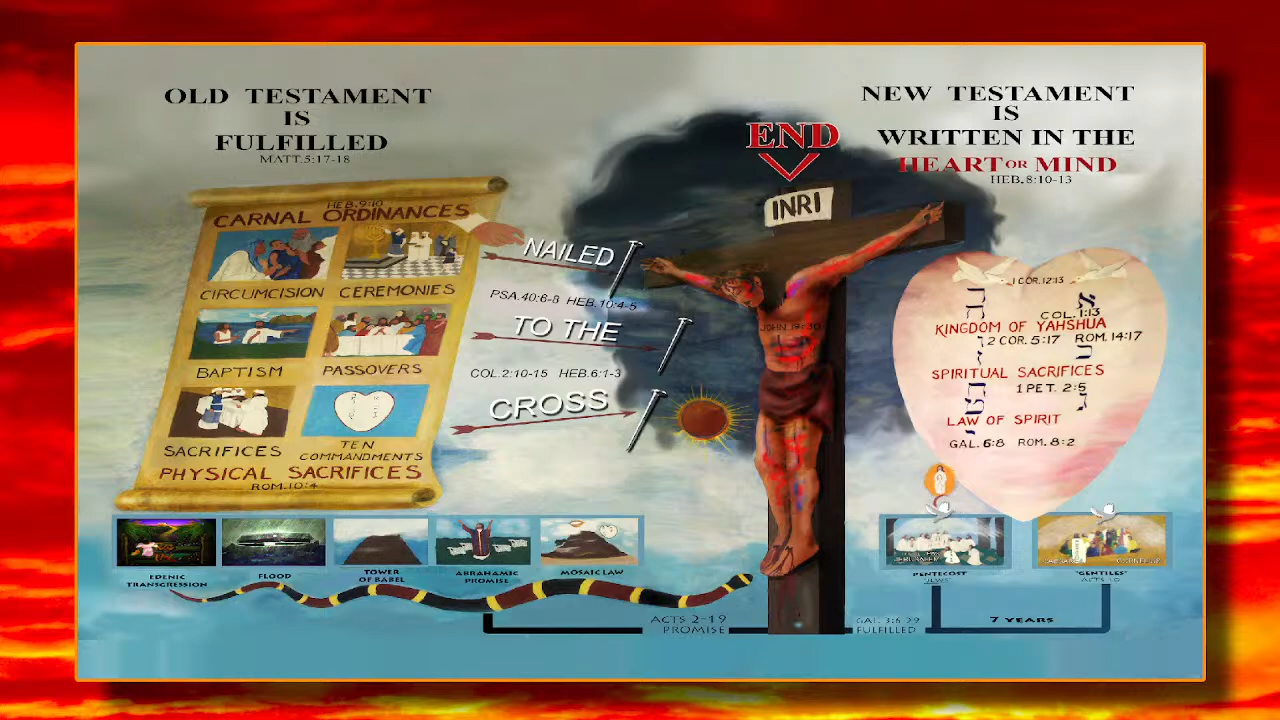 OLD TESTAMENT
IS
FULFILLED
MATT.5:17-18
END
NEW TESTAMENT
IS
WRITTEN IN THE
HEART OR MIND
HEB.8:10-13
HEB.9:10
CARNAL ORDINANCES
CIRCUMCISION CEREMONIES
BAPTISM PASSOVERS
SACRIFICES TEN
COMMANDMENTS
PHYSICAL SACRIFICES
ROM.10:4
NAILED
PSA.40:6-8 HEB.10:4-5
TO THE
COL.2:10-15 HEB.6:1-3
CROSS
INRI
JOHN 19:30
1 COR.12:13
COL.1:13
KINGDOM OF YAHSHUA
2 COR. 5:17 ROM.14:17
SPIRITUAL SACRIFICES
1 PET. 2:5
LAW OF SPIRIT
GAL. 6:8 ROM. 8:2
EDENIC
TRANSGRESSION
FLOOD
TOWER
OF BABEL
ABRAHAMIC
PROMISE
MOSAIC LAW
PENTECOST
"JEWS"
"GENTILES"
ACTS 10
ACTS 2-19
PROMISE
GAL. 3:6-29
FULFILLED
7 YEARS